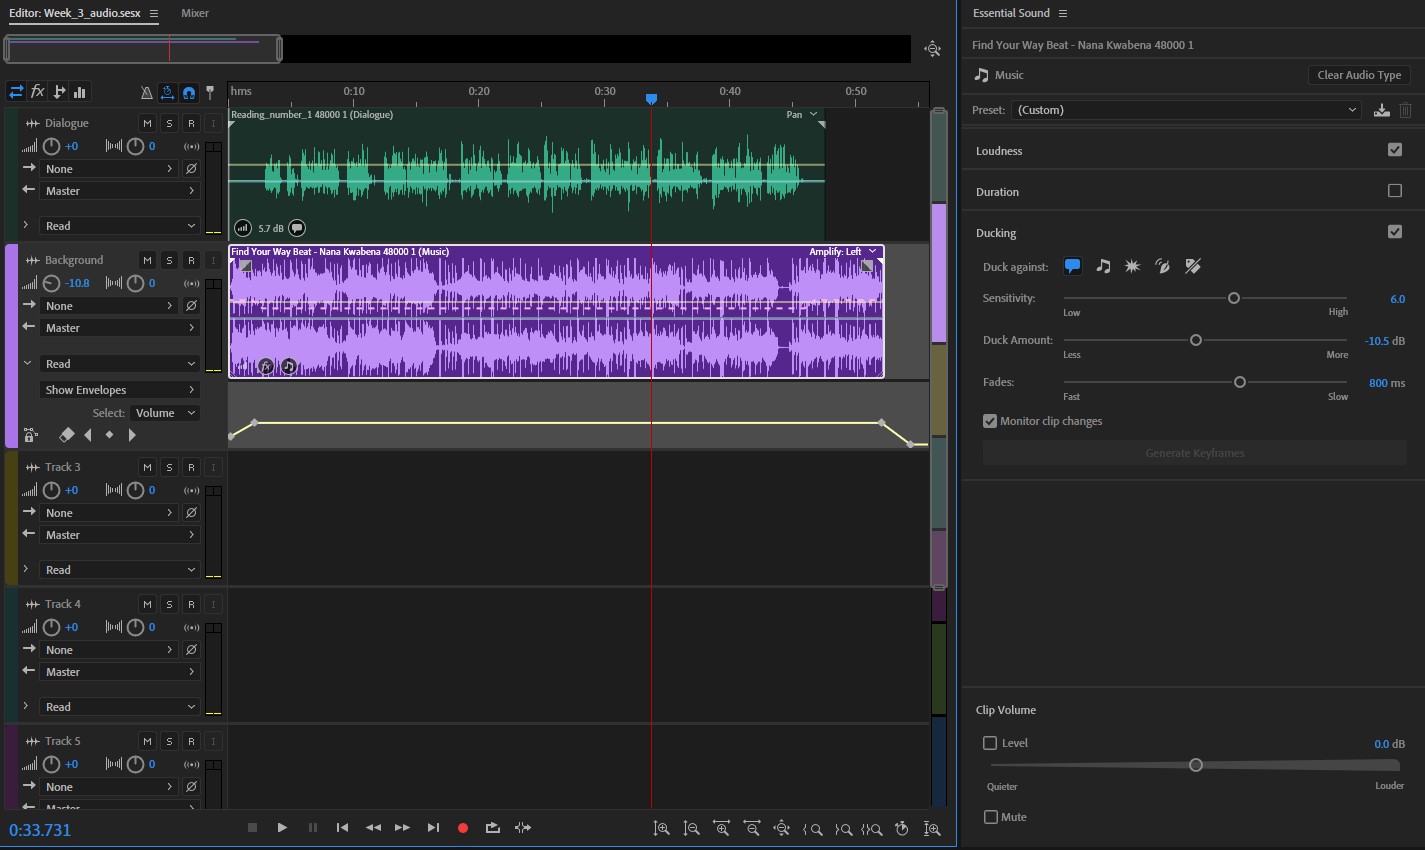 Editor: Week_3_audio.sesx
Mixer
hms 0:10 0:20 0:30 0:40 0:50
Dialogue M S R I
+0 0
None
Master
Read
Reading_number_1 48000 1 (Dialogue) Pan
5.7 dB
Background M S R I
-10.8 0
None
Master
Read
Show Envelopes
Select: Volume
Find Your Way Beat - Nana Kwabena 48000 1 (Music) Amplify: Left
fx
Track 3 M S R I
+0 0
None
Master
Read
Track 4 M S R I
+0 0
None
Master
Read
Track 5 M S R I
+0 0
None
Master
0:33.731
Essential Sound
Find Your Way Beat - Nana Kwabena 48000 1
Music Clear Audio Type
Preset: (Custom)
Loudness
Duration
Ducking
Duck against:
Sensitivity: 6.0
Low High
Duck Amount: -10.5 dB
Less More
Fades: 800 ms
Fast Slow
Monitor clip changes
Generate Keyframes
Clip Volume
Level 0.0 dB
Quieter Louder
Mute